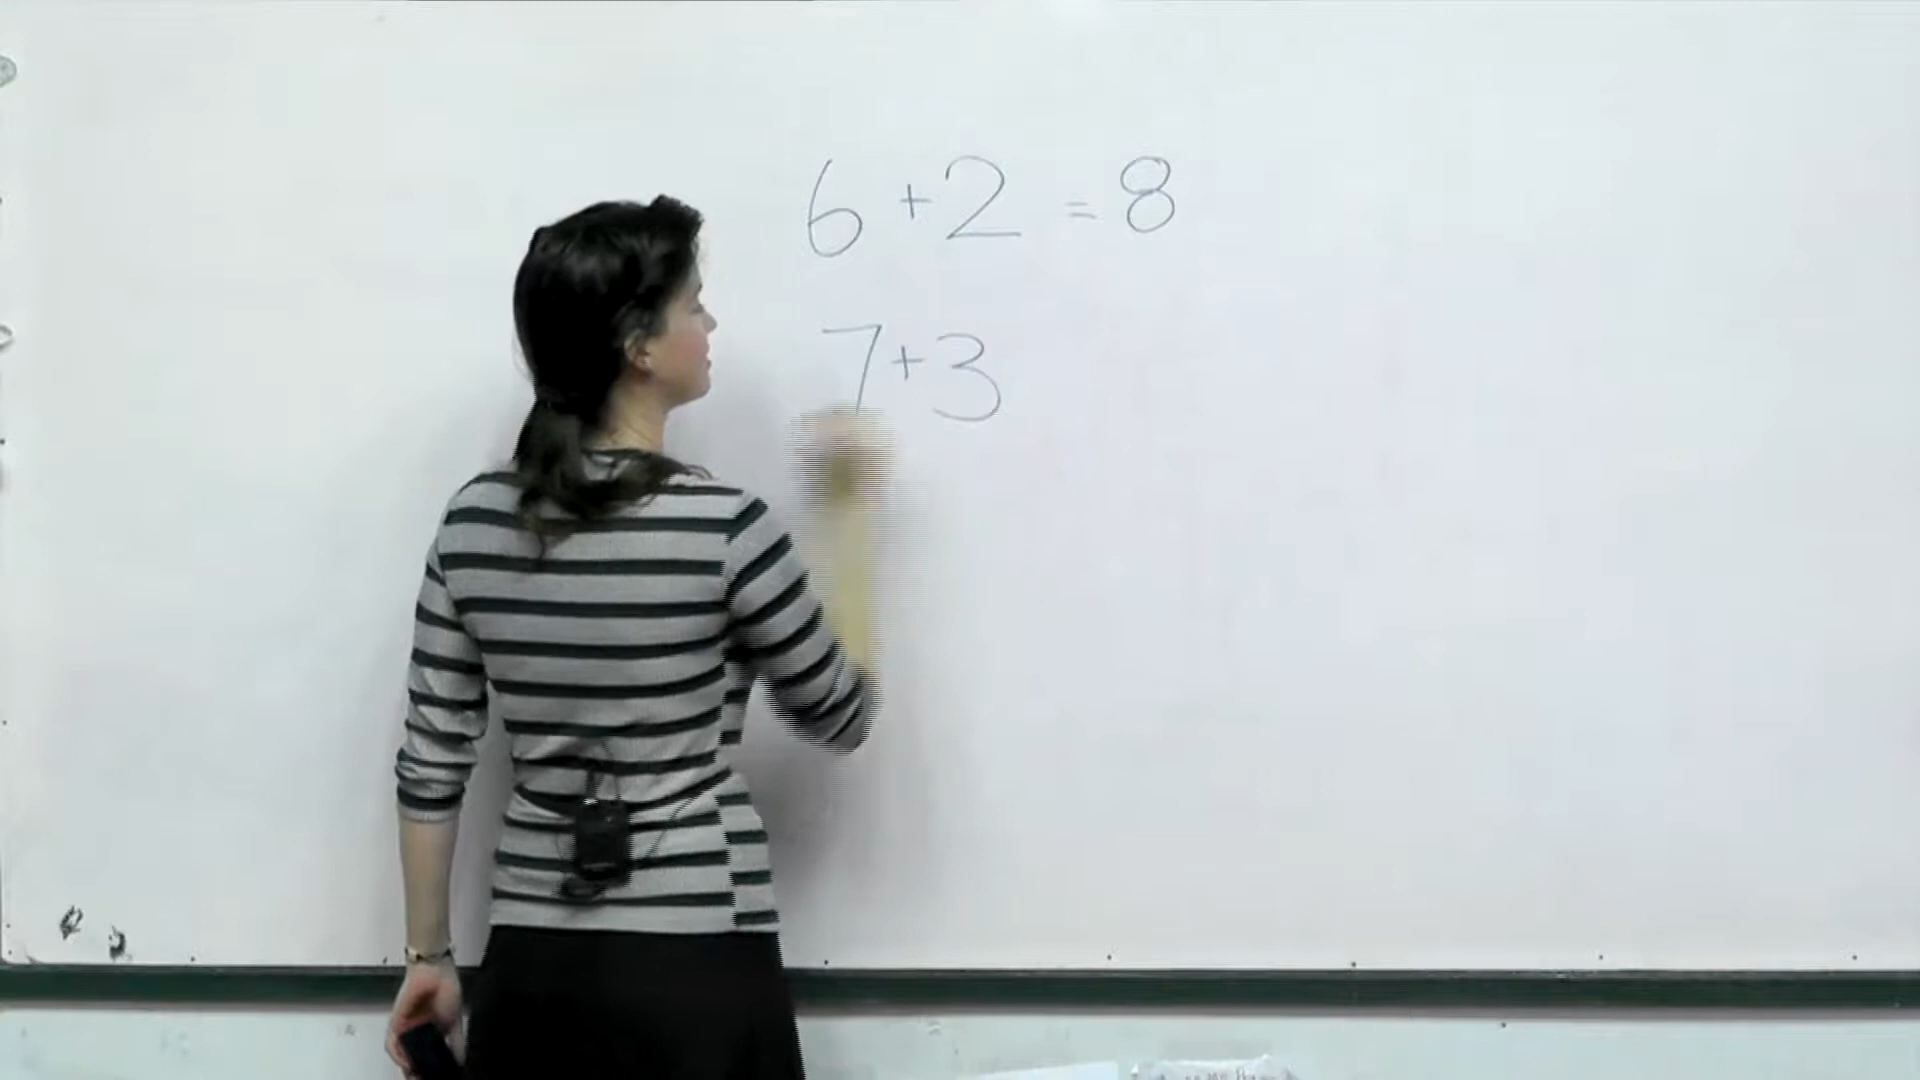 6 + 2 = 8
7 + 3